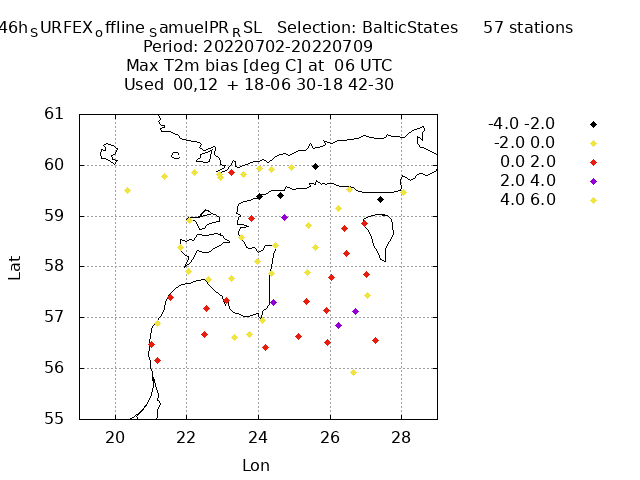 46hSURFEXofflineSamuelPRRSL Selection: BalticStates 57 stations
Period: 20220702-20220709
Max T2m bias [deg C] at 06 UTC
Used 00,12 + 18-06 30-18 42-30
-4.0 -2.0
-2.0 0.0
0.0 2.0
2.0 4.0
4.0 6.0
61
60
59
58
57
56
55
Lat
20 22 24 26 28
Lon